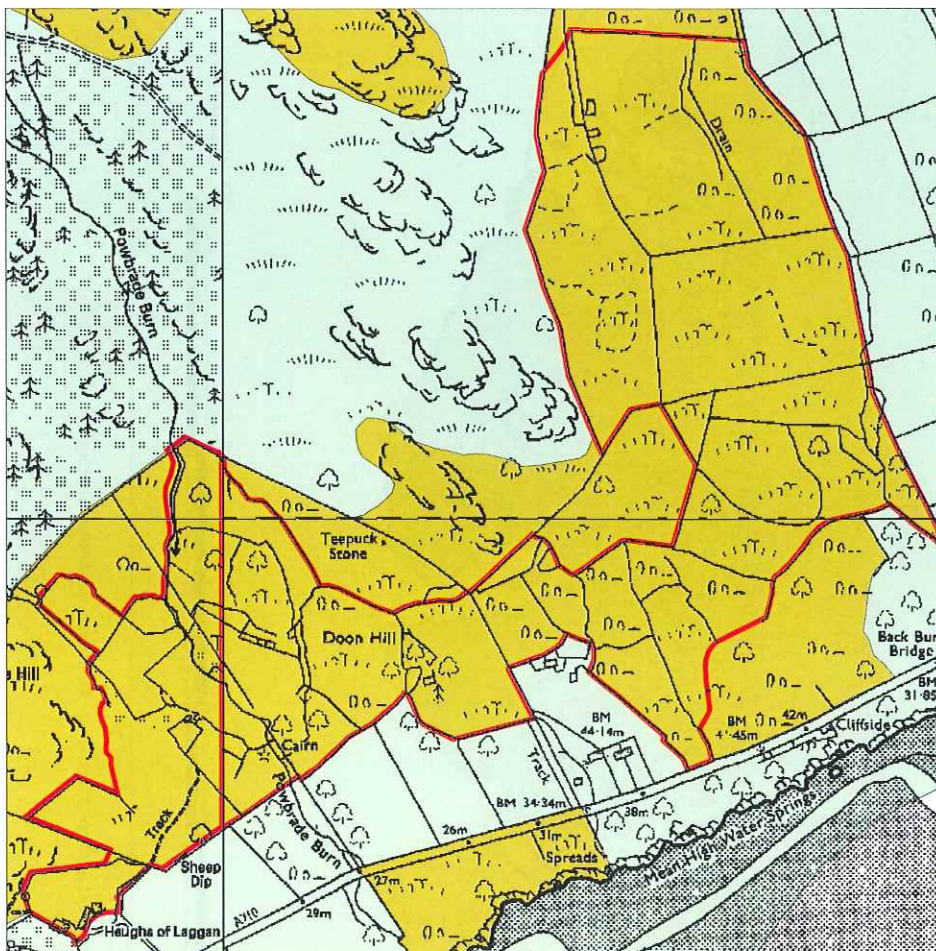 Drain
Powbrade Burn
Teepuck
Stone
Doon Hill
Hill
Back Bu
Bridge
BM
31·85
BM
44·14m
42m
BM
41·45m
Cliffside
Cairn
Track
Powbrade Burn
Track
BM 34·34m
38m
Mean High Water Springs
26m
31m
Spreads
Sheep
Dip
27m
29m
A710
Haughs of Laggan